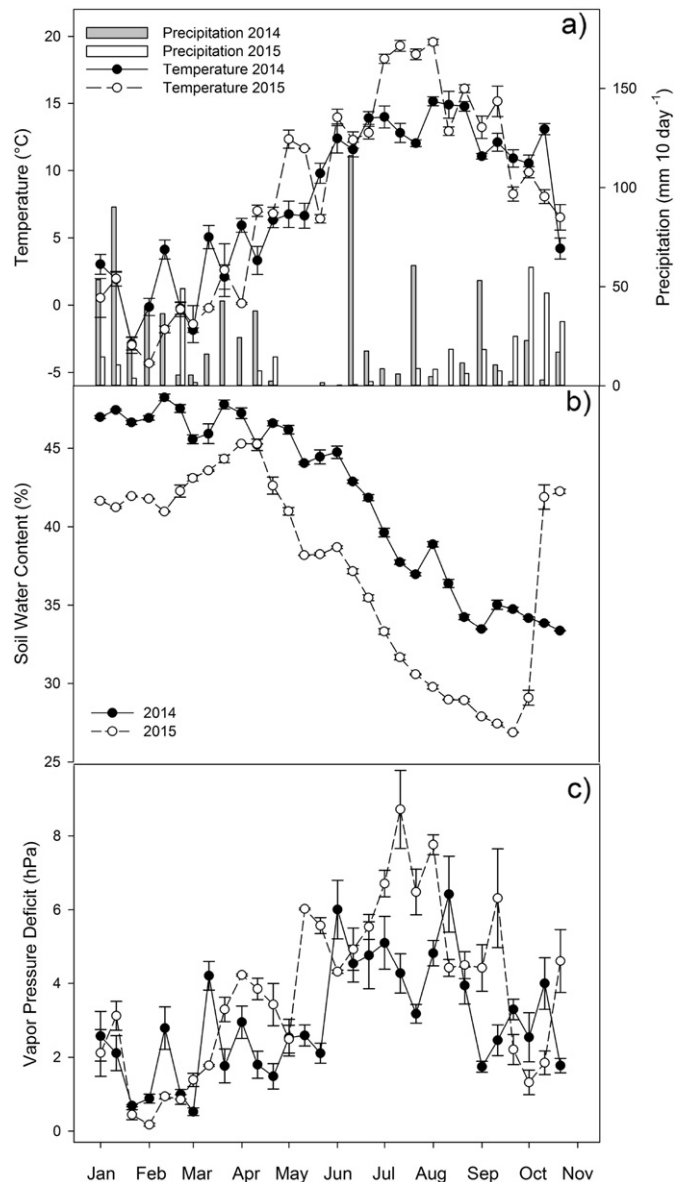 a)
Precipitation 2014
Precipitation 2015
Temperature 2014
Temperature 2015
Temperature (°C)
20
15
10
5
0
-5
Precipitation (mm 10 day -1)
150
100
50
0
b)
Soil Water Content (%)
45
40
35
30
25
2014
2015
c)
Vapor Pressure Deficit (hPa)
8
6
4
2
0
Jan Feb Mar Apr May Jun Jul Aug Sep Oct Nov